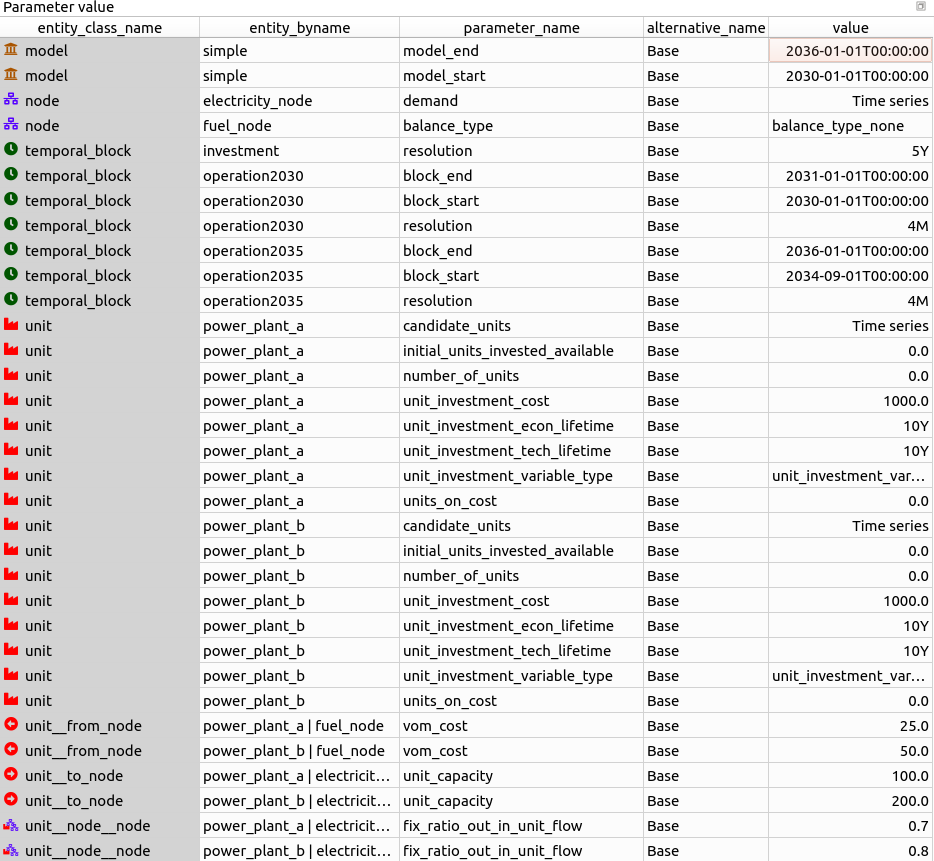 Parameter value
entity_class_name entity_byname parameter_name alternative_name value
model simple model_end Base 2036-01-01T00:00:00
model simple model_start Base 2030-01-01T00:00:00
node electricity_node demand Base Time series
node fuel_node balance_type Base balance_type_none
temporal_block investment resolution Base 5Y
temporal_block operation2030 block_end Base 2031-01-01T00:00:00
temporal_block operation2030 block_start Base 2030-01-01T00:00:00
temporal_block operation2030 resolution Base 4M
temporal_block operation2035 block_end Base 2036-01-01T00:00:00
temporal_block operation2035 block_start Base 2034-09-01T00:00:00
temporal_block operation2035 resolution Base 4M
unit power_plant_a candidate_units Base Time series
unit power_plant_a initial_units_invested_available Base 0.0
unit power_plant_a number_of_units Base 0.0
unit power_plant_a unit_investment_cost Base 1000.0
unit power_plant_a unit_investment_econ_lifetime Base 10Y
unit power_plant_a unit_investment_tech_lifetime Base 10Y
unit power_plant_a unit_investment_variable_type Base unit_investment_var...
unit power_plant_a units_on_cost Base 0.0
unit power_plant_b candidate_units Base Time series
unit power_plant_b initial_units_invested_available Base 0.0
unit power_plant_b number_of_units Base 0.0
unit power_plant_b unit_investment_cost Base 1000.0
unit power_plant_b unit_investment_econ_lifetime Base 10Y
unit power_plant_b unit_investment_tech_lifetime Base 10Y
unit power_plant_b unit_investment_variable_type Base unit_investment_var...
unit power_plant_b units_on_cost Base 0.0
unit__from_node power_plant_a | fuel_node vom_cost Base 25.0
unit__from_node power_plant_b | fuel_node vom_cost Base 50.0
unit__to_node power_plant_a | electricit... unit_capacity Base 100.0
unit__to_node power_plant_b | electricit... unit_capacity Base 200.0
unit__node__node power_plant_a | electricit... fix_ratio_out_in_unit_flow Base 0.7
unit__node__node power_plant_b | electricit... fix_ratio_out_in_unit_flow Base 0.8